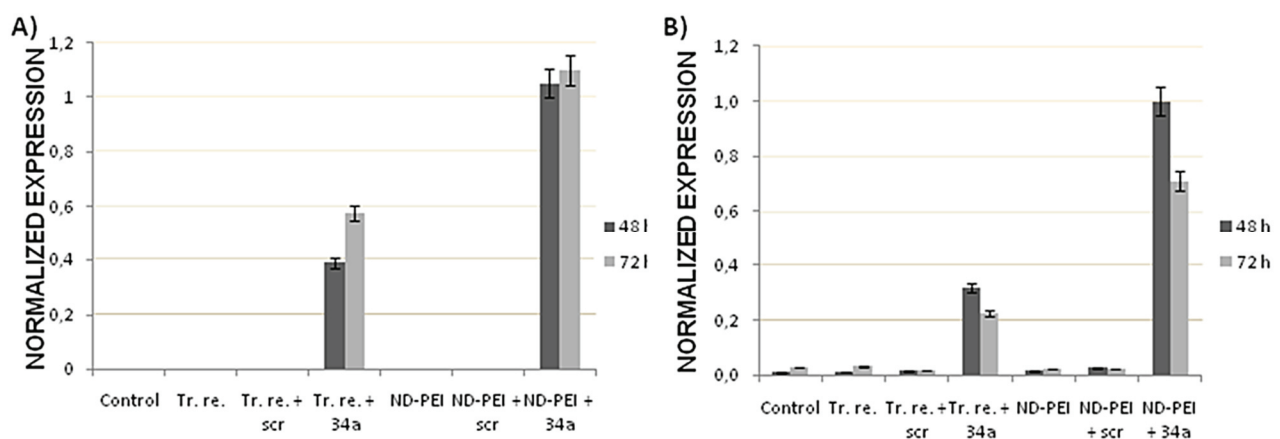 A)
NORMALIZED EXPRESSION
1,2
1
0,8
0,6
0,4
0,2
0
Control Tr. re. Tr. re. + scr Tr. re. + 34a ND-PEI ND-PEI + scr ND-PEI + 34a
48 h
72 h
B)
NORMALIZED EXPRESSION
1,2
1,0
0,8
0,6
0,4
0,2
0,0
Control Tr. re. Tr. re. + scr Tr. re. + 34a ND-PEI ND-PEI + scr ND-PEI + 34a
48 h
72 h